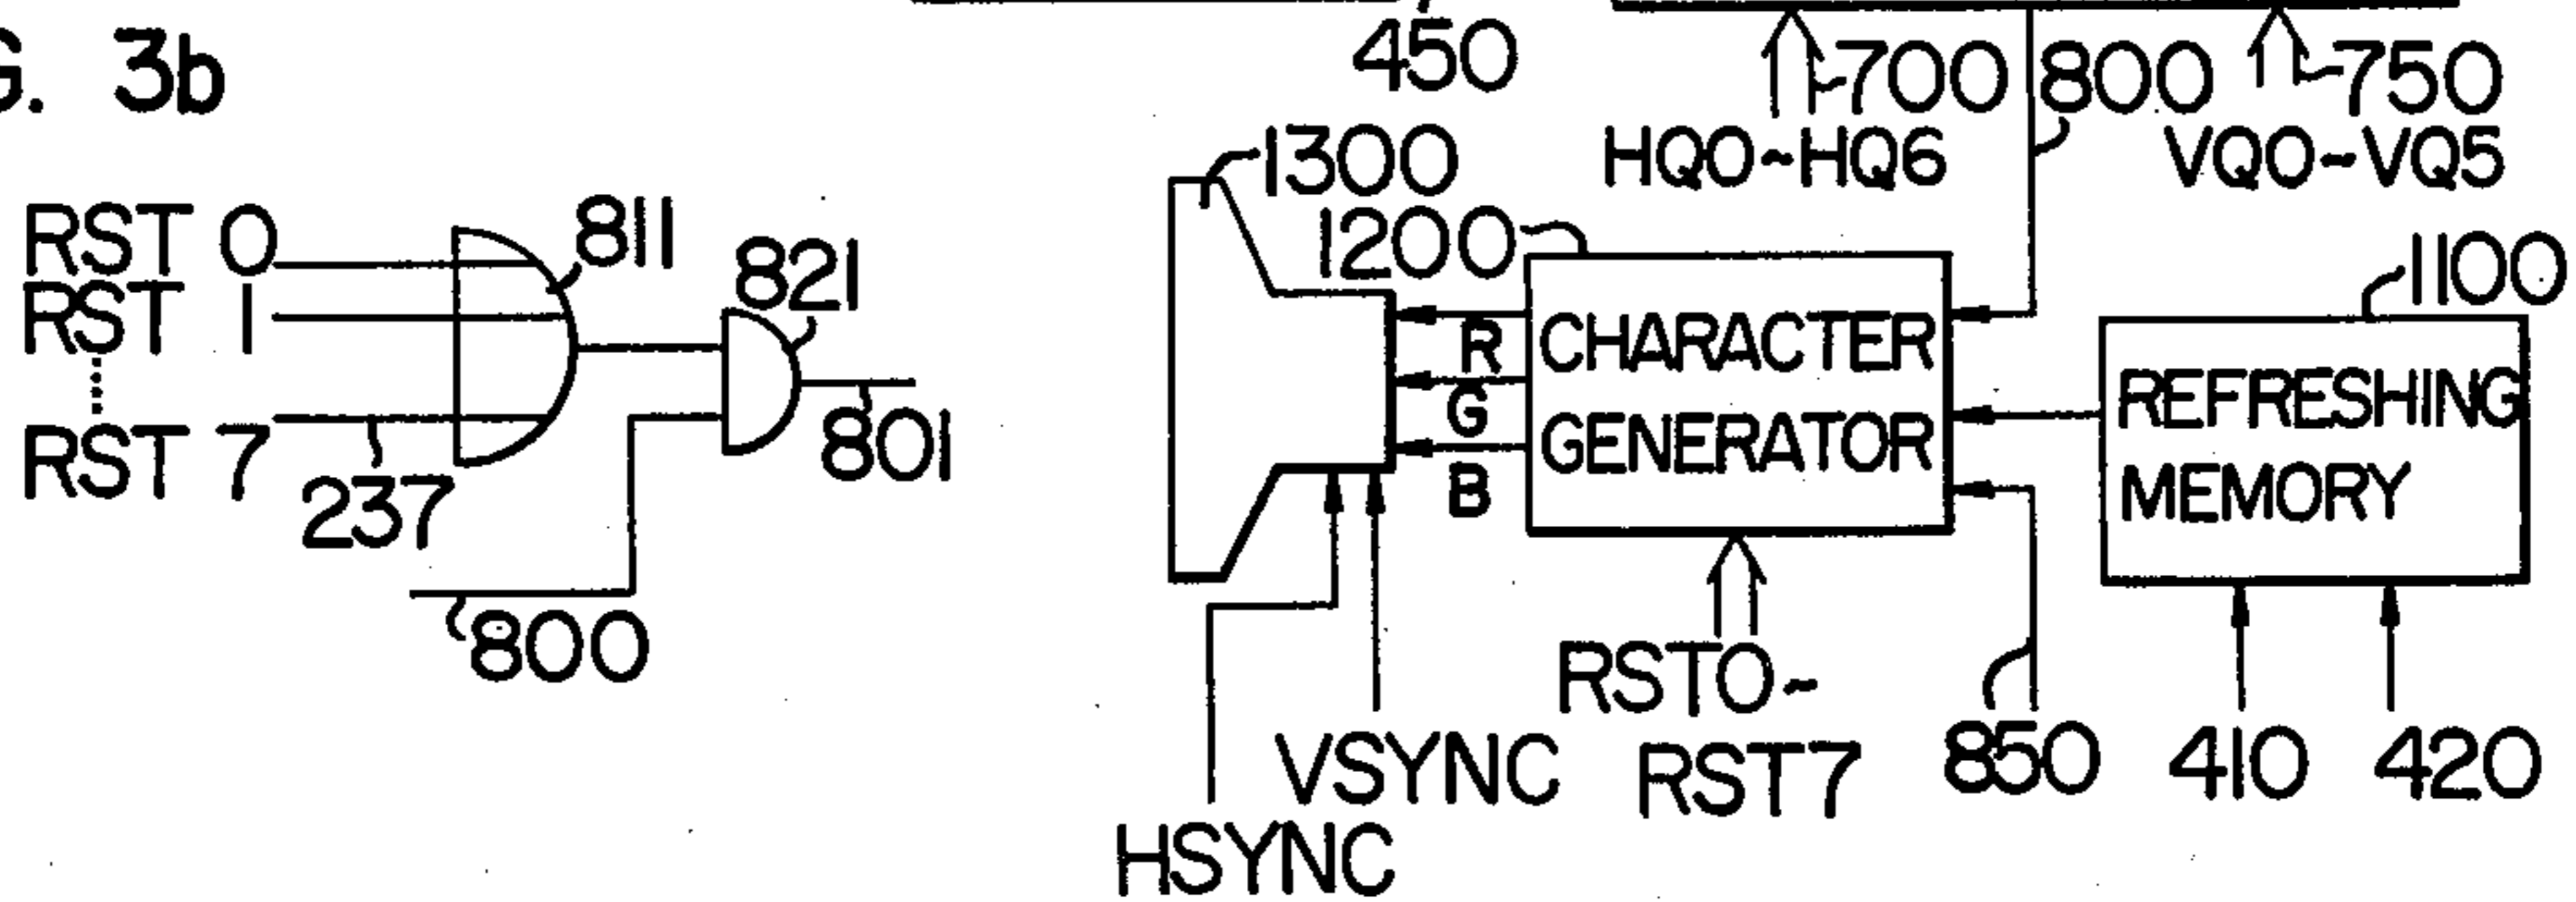 G. 3b
450
700
800
750
HQ0~HQ6
VQ0~VQ5
1300
1200
1100
RST 0
RST 1
RST 7
811
821
801
237
800
R
G
B
CHARACTER
GENERATOR
REFRESHING
MEMORY
RST0~
RST7
850
410
420
VSYNC
HSYNC